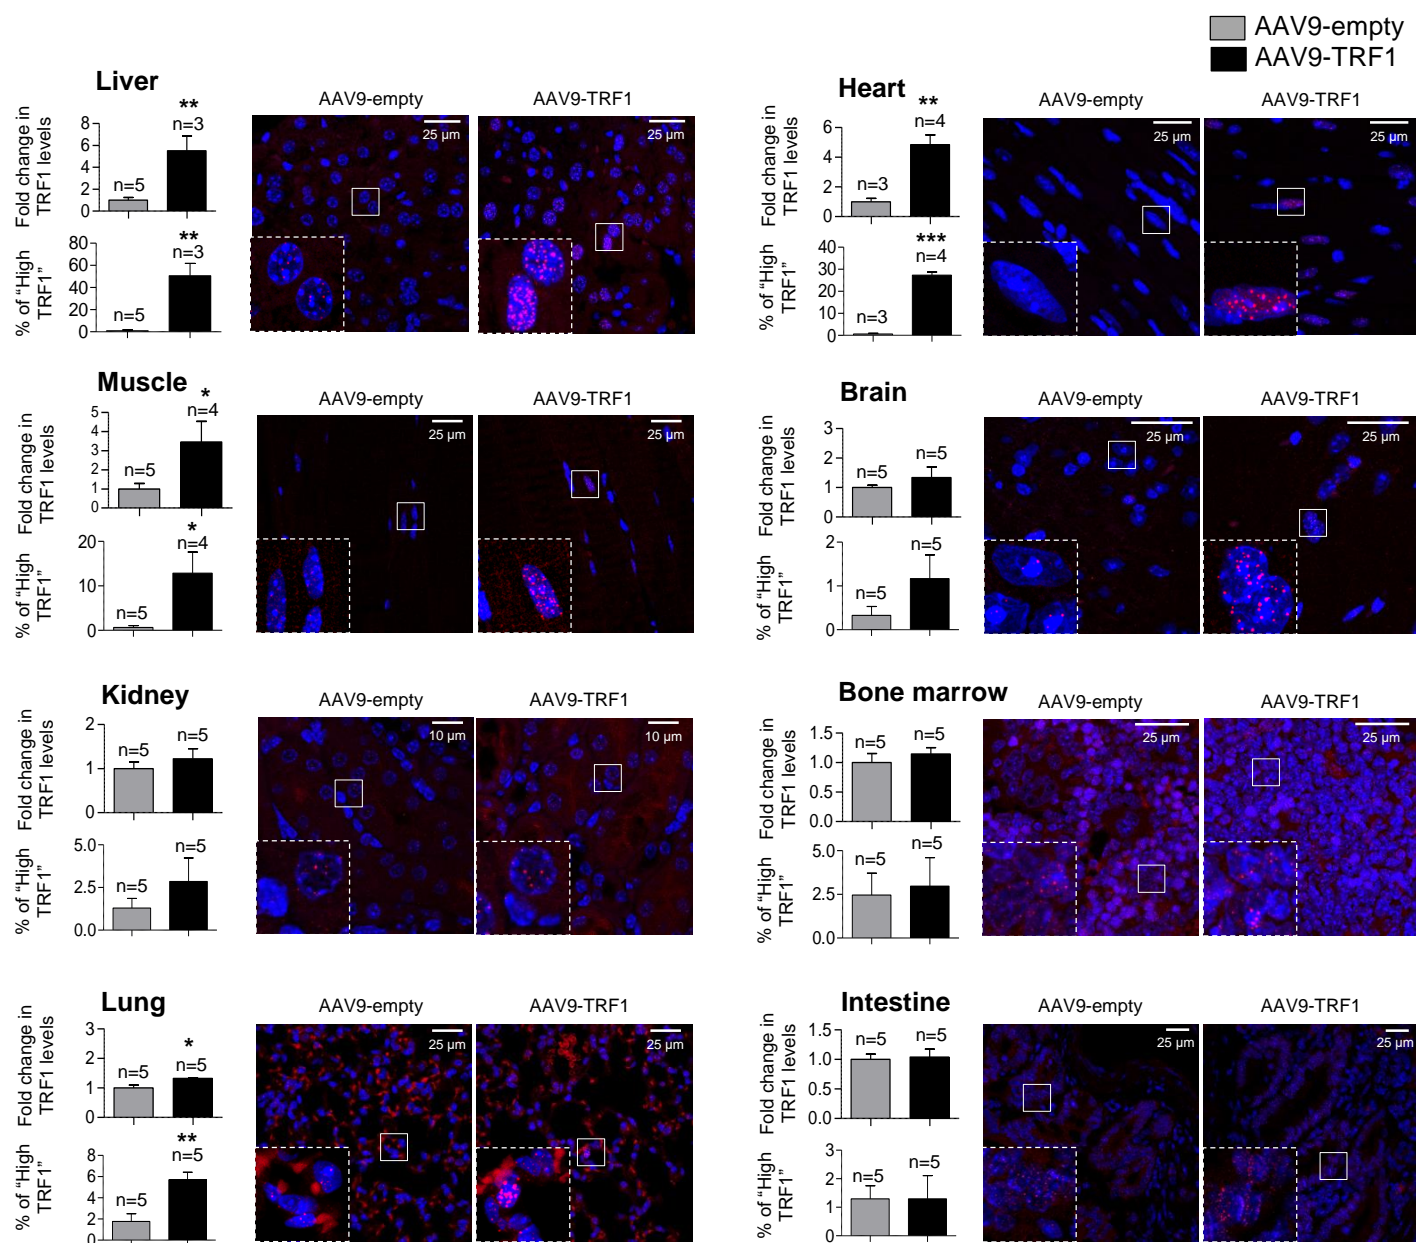 AAV9-empty
AAV9-TRF1
Liver
Fold change in
TRF1 levels
8
6
4
2
0
n=5
**
n=3
% of “High
TRF1”
80
60
40
20
0
n=5
**
n=3
AAV9-empty
25 µm
AAV9-TRF1
25 µm
Heart
Fold change in
TRF1 levels
6
4
2
0
n=3
**
n=4
% of “High
TRF1”
40
30
20
10
0
n=3
***
n=4
AAV9-empty
25 µm
AAV9-TRF1
25 µm
Muscle
Fold change in
TRF1 levels
5
4
3
2
1
0
n=5
*
n=4
% of “High
TRF1”
20
10
0
n=5
*
n=4
AAV9-empty
25 µm
AAV9-TRF1
25 µm
Brain
Fold change in
TRF1 levels
3
2
1
0
n=5
n=5
% of “High
TRF1”
2
1
0
n=5
n=5
AAV9-empty
25 µm
AAV9-TRF1
25 µm
Kidney
Fold change in
TRF1 levels
2
1
0
n=5
n=5
% of “High
TRF1”
5.0
2.5
0.0
n=5
n=5
AAV9-empty
10 µm
AAV9-TRF1
10 µm
Bone marrow
Fold change in
TRF1 levels
1.5
1.0
0.5
0.0
n=5
n=5
% of “High
TRF1”
5.0
2.5
0.0
n=5
n=5
AAV9-empty
25 µm
AAV9-TRF1
25 µm
Lung
Fold change in
TRF1 levels
3
2
1
0
n=5
*
n=5
% of “High
TRF1”
8
6
4
2
0
n=5
**
n=5
AAV9-empty
25 µm
AAV9-TRF1
25 µm
Intestine
Fold change in
TRF1 levels
1.5
1.0
0.5
0.0
n=5
n=5
% of “High
TRF1”
3
2
1
0
n=5
n=5
AAV9-empty
25 µm
AAV9-TRF1
25 µm